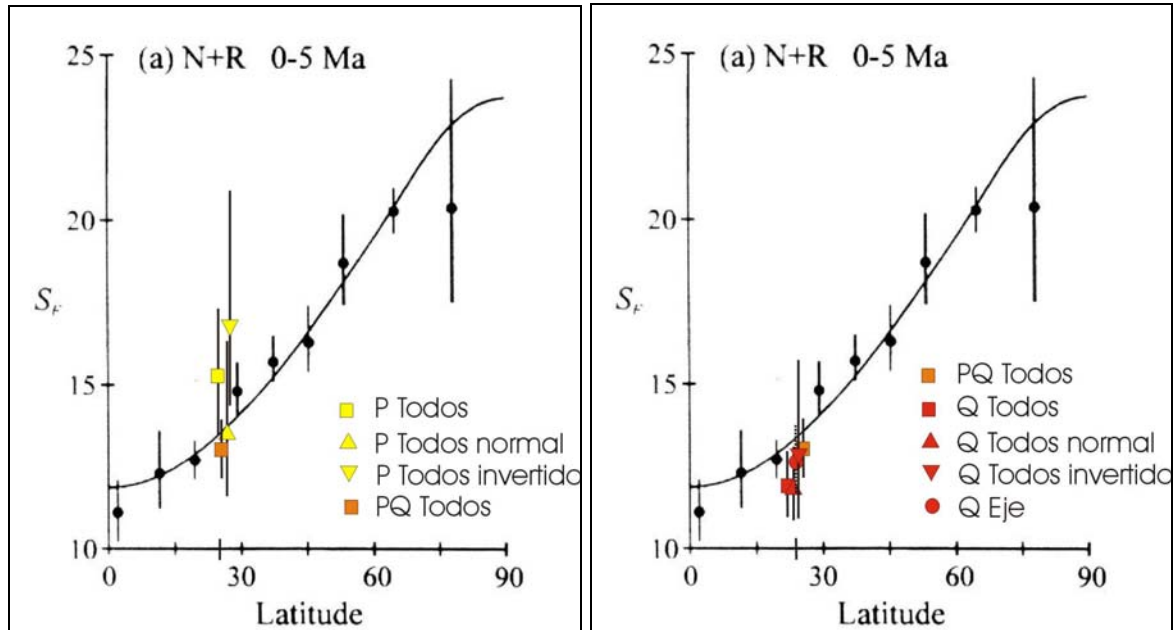 25
(a) N+R 0-5 Ma
20
S
15
10
P Todos
P Todos normal
P Todos invertido
PQ Todos
0 30 60 90
Latitude
25
(a) N+R 0-5 Ma
20
S
15
10
PQ Todos
Q Todos
Q Todos normal
Q Todos invertido
Q Eje
0 30 60 90
Latitude